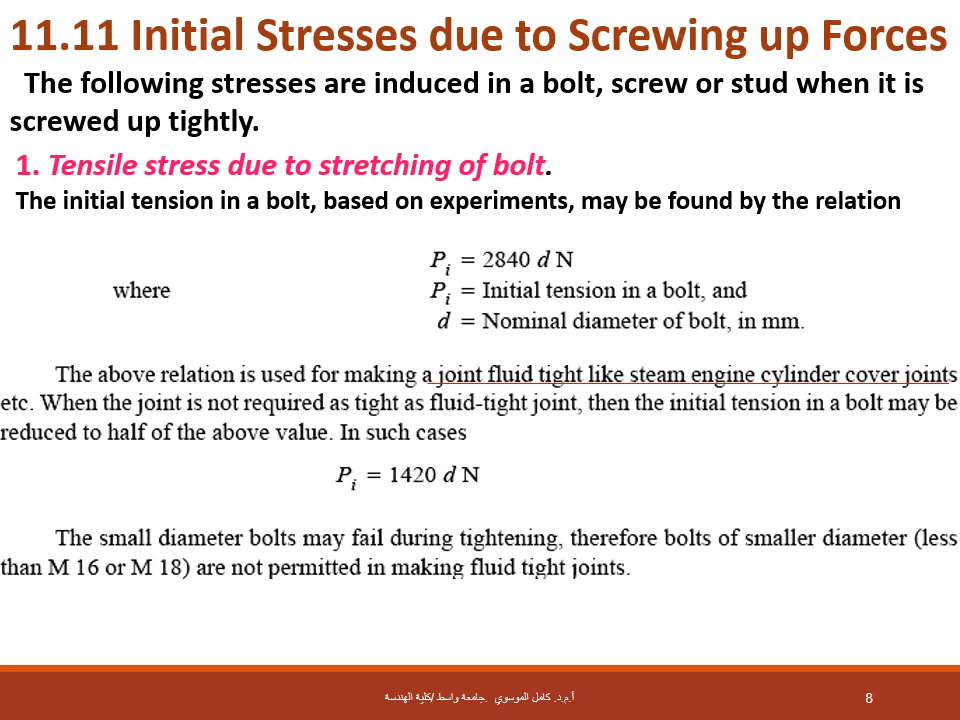 11.11 Initial Stresses due to Screwing up Forces
The following stresses are induced in a bolt, screw or stud when it is
screwed up tightly.
1. Tensile stress due to stretching of bolt.
The initial tension in a bolt, based on experiments, may be found by the relation
Pi = 2840 d N
where Pi = Initial tension in a bolt, and
d = Nominal diameter of bolt, in mm.
The above relation is used for making a joint fluid tight like steam engine cylinder cover joints
etc. When the joint is not required as tight as fluid-tight joint, then the initial tension in a bolt may be
reduced to half of the above value. In such cases
Pi = 1420 d N
The small diameter bolts may fail during tightening, therefore bolts of smaller diameter (less
than M 16 or M 18) are not permitted in making fluid tight joints.
أ.م.د. كامل الموسوي .جامعة واسط /كلية الهندسة
8